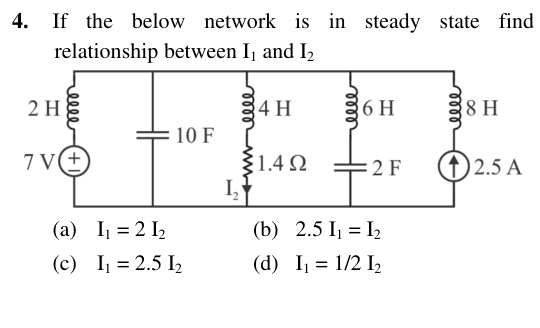 4. If the below network is in steady state find
relationship between I₁ and I₂
2 H
4 H
6 H
8 H
10 F
7 V
+
1.4 Ω
2 F
2.5 A
I₂
(a) I₁ = 2 I₂
(b) 2.5 I₁ = I₂
(c) I₁ = 2.5 I₂
(d) I₁ = 1/2 I₂